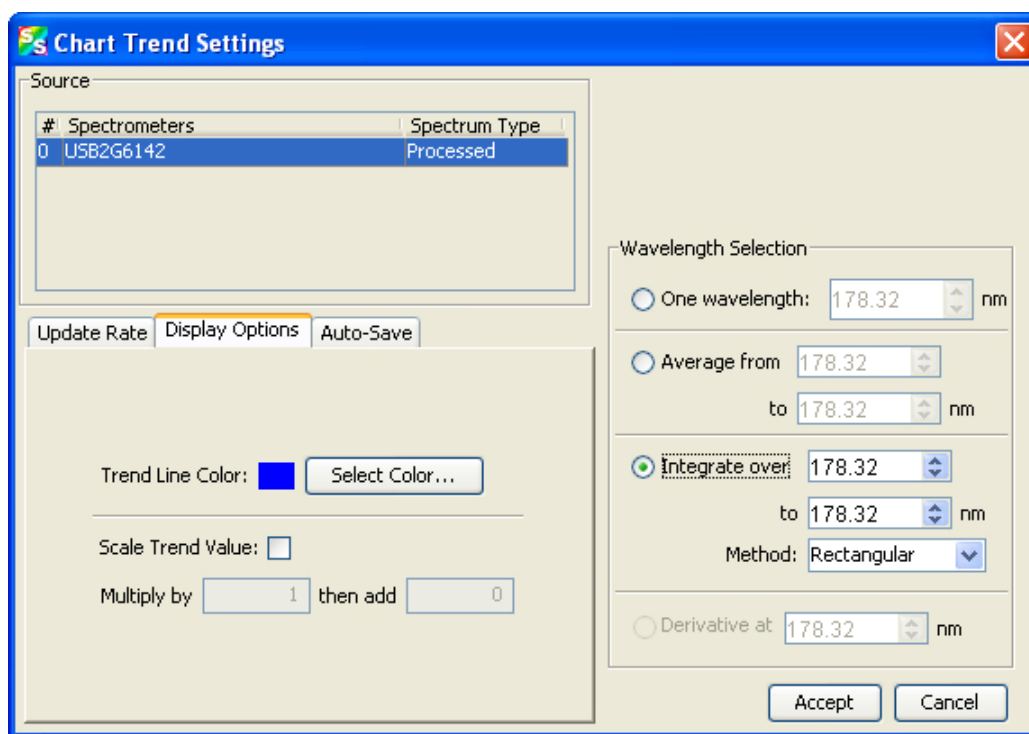 Chart Trend Settings
Source
# Spectrometers Spectrum Type
0 USB2G6142 Processed
Update Rate Display Options Auto-Save
Trend Line Color: Select Color...
Scale Trend Value:
Multiply by 1 then add 0
Wavelength Selection
One wavelength: 178.32 nm
Average from 178.32
to 178.32 nm
Integrate over 178.32
to 178.32 nm
Method: Rectangular
Derivative at 178.32 nm
Accept Cancel